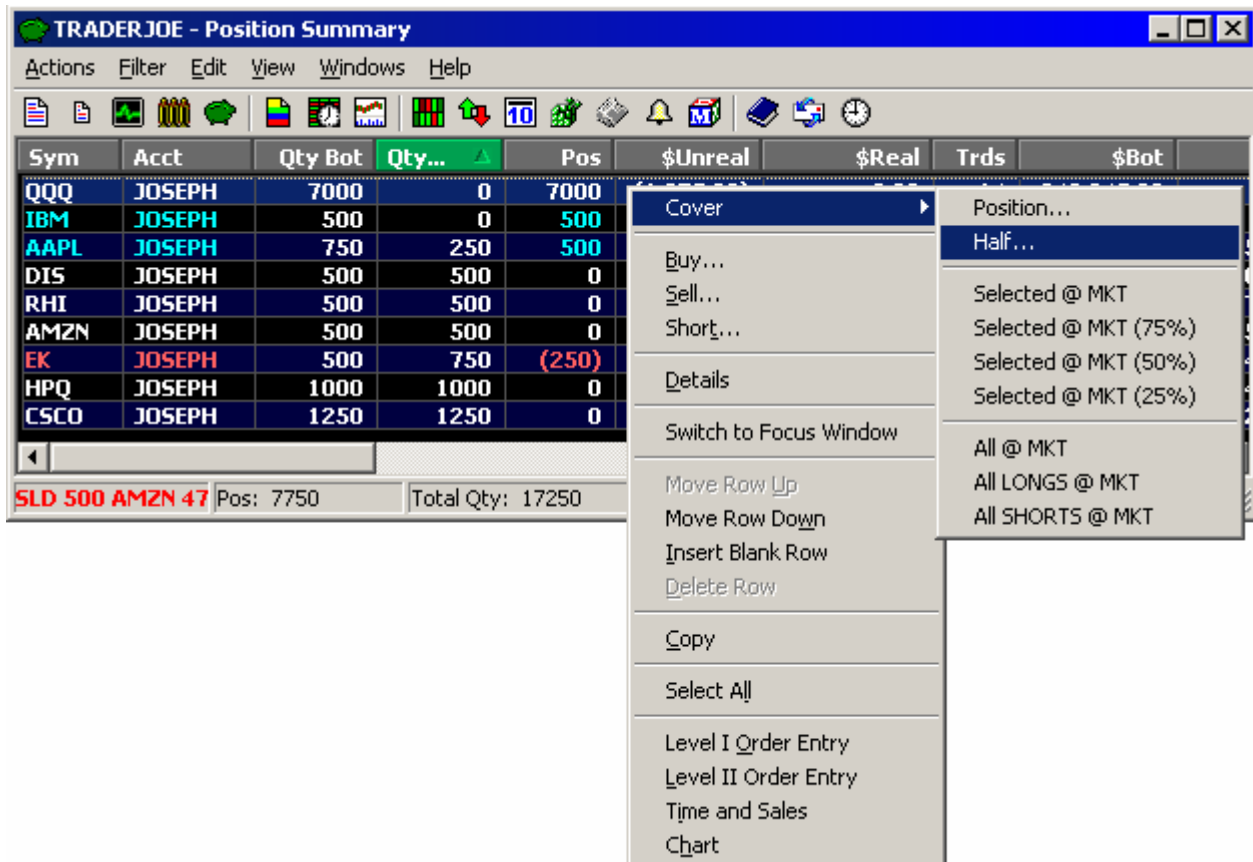 TRADERJOE - Position Summary
Actions Filter Edit View Windows Help
10
Sym Acct Qty Bot Qty... Pos $Unreal $Real Trds $Bot
QQQ JOSEPH 7000 0 7000
IBM JOSEPH 500 0 500
AAPL JOSEPH 750 250 500
DIS JOSEPH 500 500 0
RHI JOSEPH 500 500 0
AMZN JOSEPH 500 500 0
EK JOSEPH 500 750 (250)
HPQ JOSEPH 1000 1000 0
CSCO JOSEPH 1250 1250 0
SLD 500 AMZN 47 Pos: 7750 Total Qty: 17250
Cover
Buy...
Sell...
Short...
Details
Switch to Focus Window
Move Row Up
Move Row Down
Insert Blank Row
Delete Row
Copy
Select All
Level I Order Entry
Level II Order Entry
Time and Sales
Chart
Position...
Half...
Selected @ MKT
Selected @ MKT (75%)
Selected @ MKT (50%)
Selected @ MKT (25%)
All @ MKT
All LONGS @ MKT
All SHORTS @ MKT